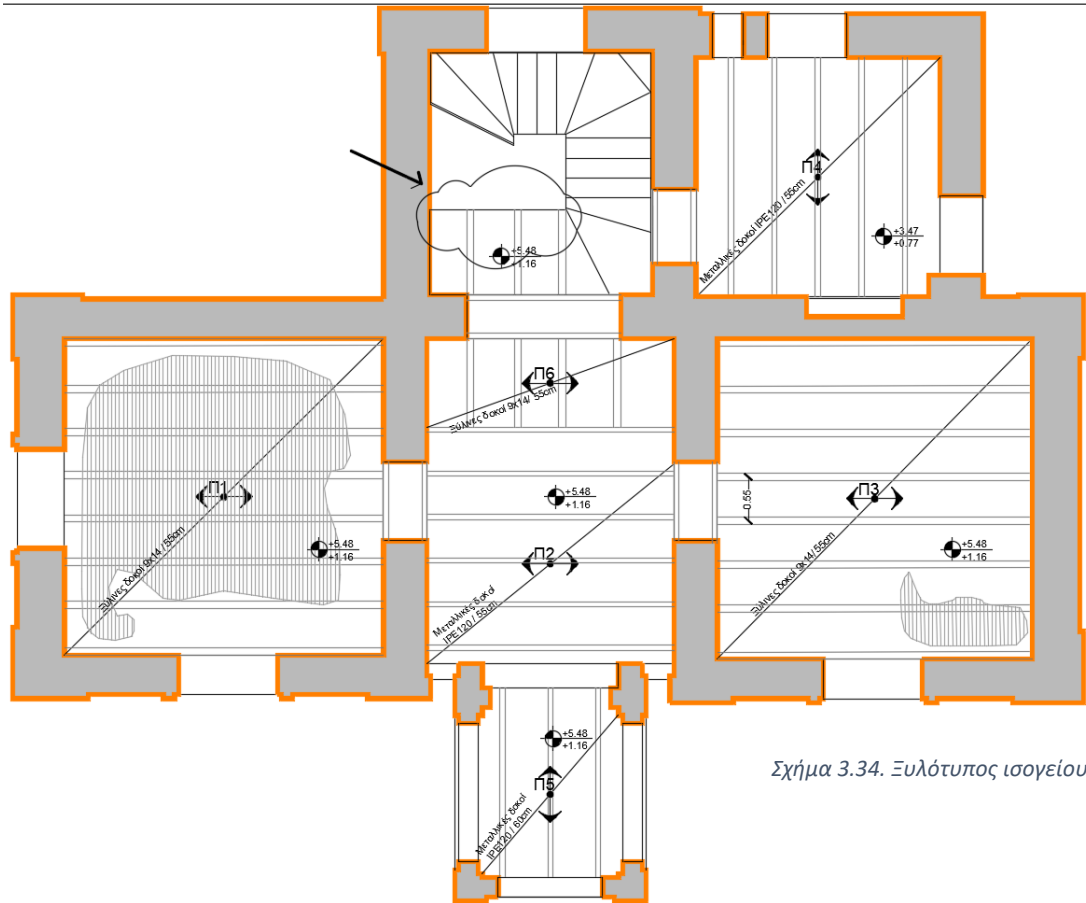 Π4
Μεταλλικές δοκοί IPE120 / 55cm
+3.47
+0.77
+5.48
+1.16
Π6
Ξύλινες δοκοί 9x14/ 55cm
Π1
Ξύλινες δοκοί 9x14 / 55cm
+5.48
+1.16
+5.48
+1.16
Π2
Μεταλλικές δοκοί
IPE120 / 55cm
0.55
Π3
Ξύλινες δοκοί 9x14/ 55cm
+5.48
+1.16
+5.48
+1.16
Π5
Μεταλλικές δοκοί
IPE120 / 60cm
Σχήμα 3.34. Ξυλότυπος ισογείου